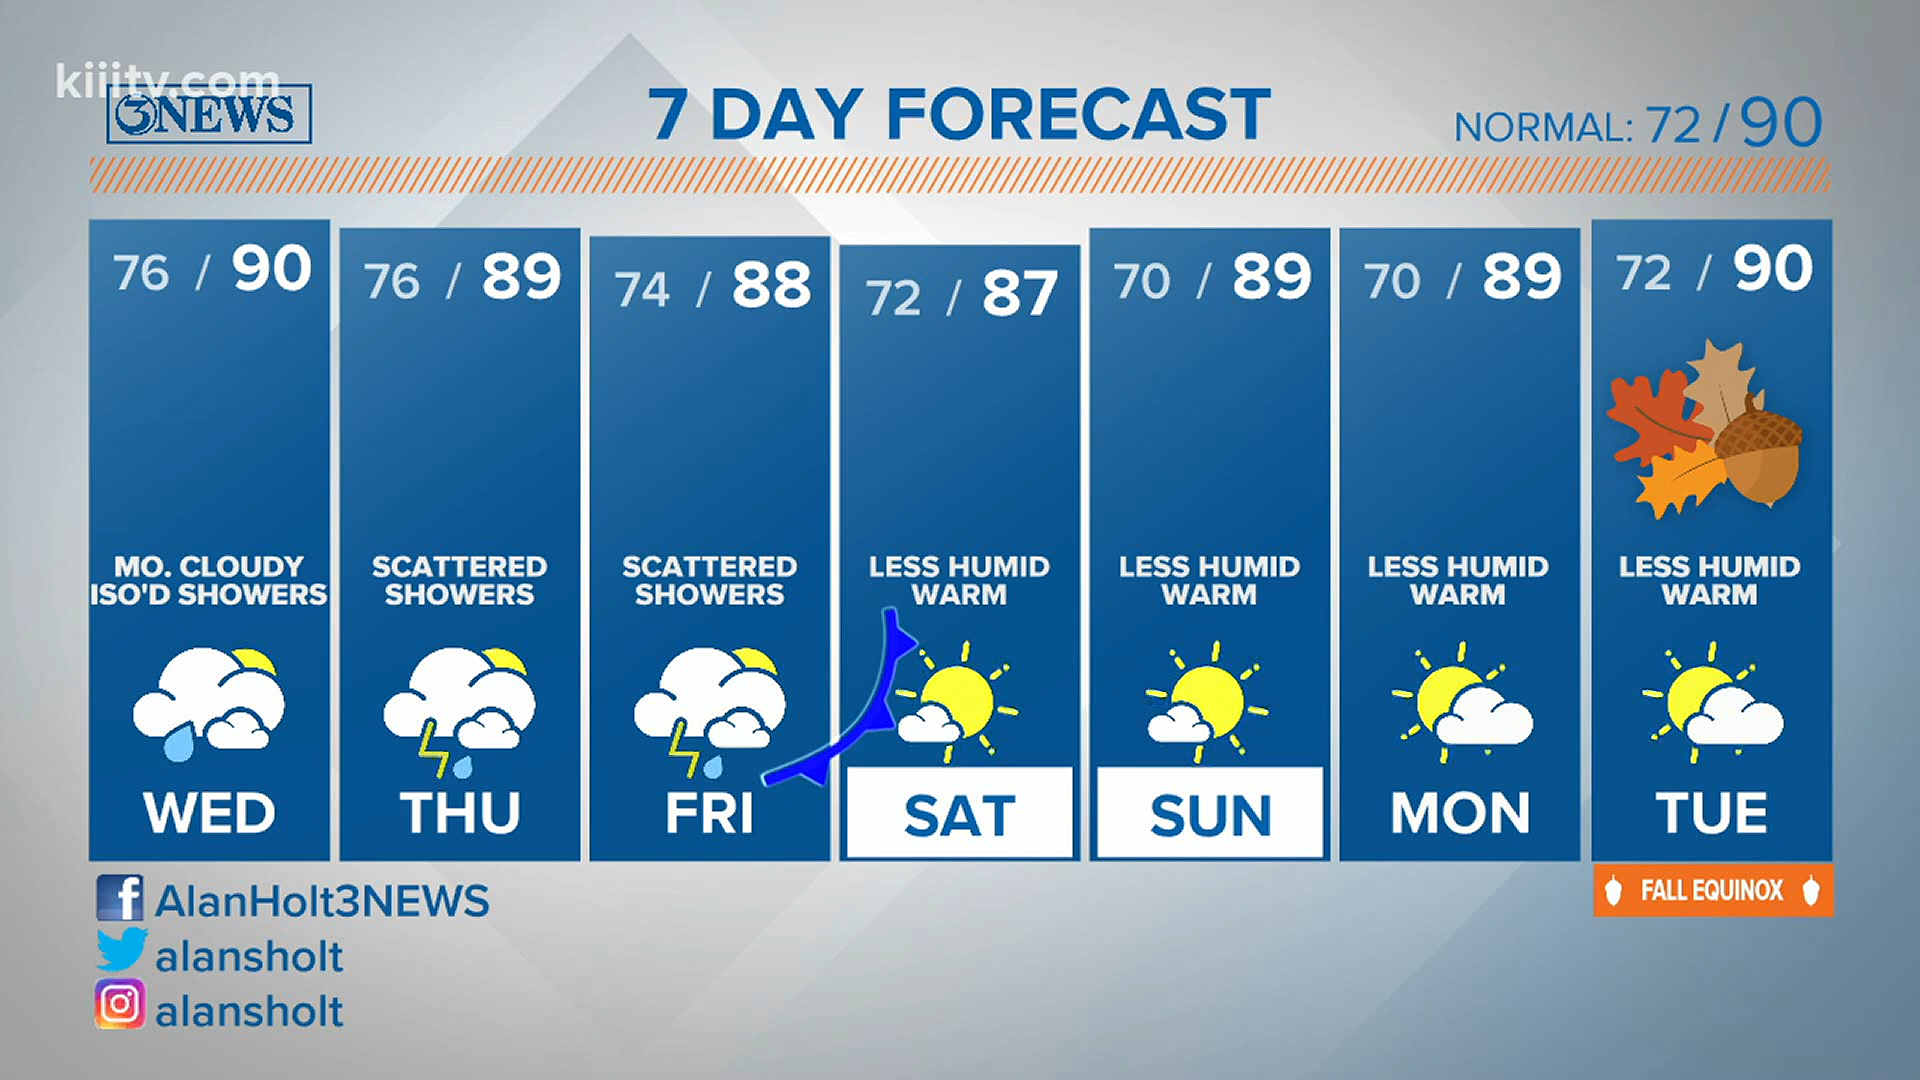 kiiitv.com
3NEWS
7 DAY FORECAST
NORMAL: 72 / 90
76 / 90
76 / 89
74 / 88
72 / 87
70 / 89
70 / 89
72 / 90
MO. CLOUDY
ISO'D SHOWERS
SCATTERED
SHOWERS
SCATTERED
SHOWERS
LESS HUMID
WARM
LESS HUMID
WARM
LESS HUMID
WARM
LESS HUMID
WARM
WED
THU
FRI
SAT
SUN
MON
TUE
FALL EQUINOX
f AlanHolt3NEWS
alansholt
alansholt